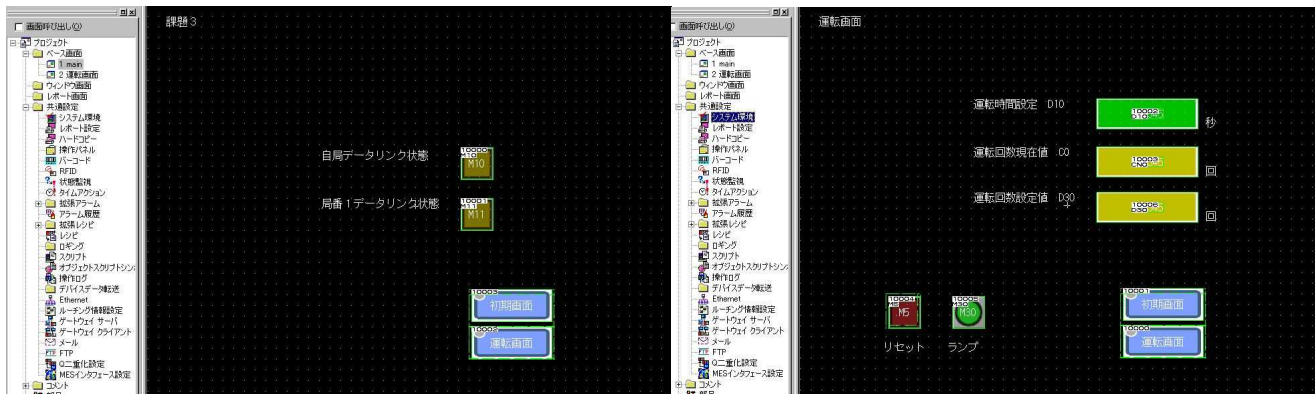 画面呼び出し(O)
プロジェクト
ベース画面
1 main
2 運転画面
ウィンドウ画面
レポート画面
共通設定
システム環境
レポート設定
ハードコピー
操作パネル
バーコード
RFID
状態監視
タイムアクション
拡張アラーム
アラーム履歴
拡張レシピ
レシピ
ロギング
スクリプト
オブジェクトスクリプトシン
操作ログ
デバイスデータ転送
Ethernet
ルーチング情報設定
ゲートウェイ サーバ
ゲートウェイ クライアント
メール
FTP
Q二重化設定
MESインタフェース設定
コメント
課題3
自局データリンク状態
10000
M10
M10
局番1データリンク状態
10001
M11
M11
10003
初期画面
10002
運転画面
画面呼び出し(O)
プロジェクト
ベース画面
1 main
2 運転画面
ウィンドウ画面
レポート画面
共通設定
システム環境
レポート設定
ハードコピー
操作パネル
バーコード
RFID
状態監視
タイムアクション
拡張アラーム
アラーム履歴
拡張レシピ
レシピ
ロギング
スクリプト
オブジェクトスクリプトシン
操作ログ
デバイスデータ転送
Ethernet
ルーチング情報設定
ゲートウェイ サーバ
ゲートウェイ クライアント
メール
FTP
Q二重化設定
MESインタフェース設定
コメント
運転画面
運転時間設定 D10
10002
D10
秒
運転回数現在値 C0
10003
CN0
回
運転回数設定値 D30
10006
D30
回
10004
M5
M5
リセット
10005
M30
M30
ランプ
10001
初期画面
10000
運転画面